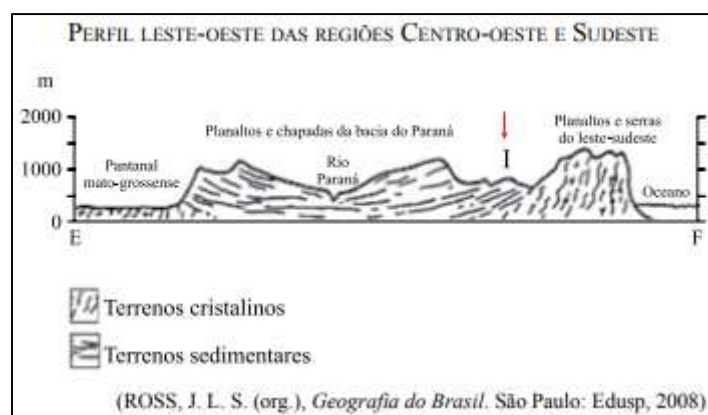 PERFIL LESTE-OESTE DAS REGIÕES CENTRO-OESTE E SUDESTE
m
2000
1000
0
Pantanal
mato-grossense
Planaltos e chapadas da bacia do Paraná
Rio
Paraná
I
Planaltos e serras
do leste-sudeste
Oceano
E
F
Terrenos cristalinos
Terrenos sedimentares
(ROSS, J. L. S. (org.), Geografia do Brasil. São Paulo: Edusp, 2008)